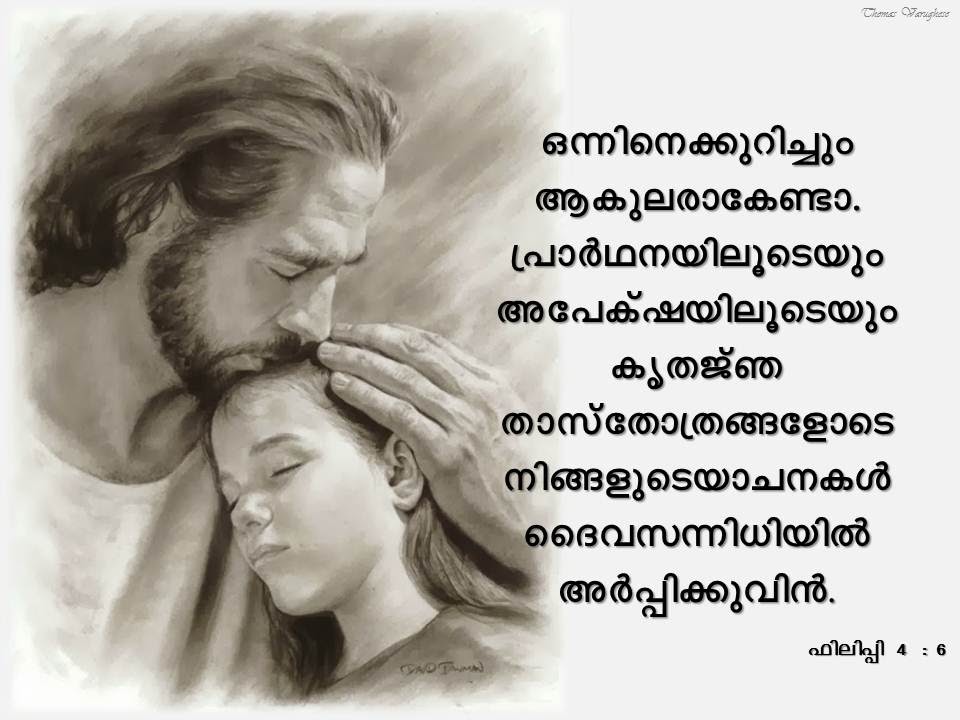 Thomas Varughese
ഒന്നിനെക്കുറിച്ചും
ആകുലരാകേണ്ടാ.
പ്രാർഥനയിലൂടെയും
അപേക്ഷയിലൂടെയും
കൃതജ്ഞ
താസ്തോത്രങ്ങളോടെ
നിങ്ങളുടെയാചനകൾ
ദൈവസന്നിധിയിൽ
അർപ്പിക്കുവിൻ.
ഫിലിപ്പി 4 : 6